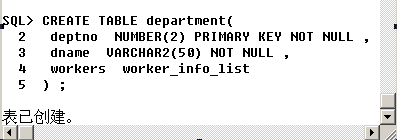 SQL> CREATE TABLE department(
2 deptno NUMBER(2) PRIMARY KEY NOT NULL ,
3 dname VARCHAR2(50) NOT NULL ,
4 workers worker_info_list
5 ) ;
表已创建。